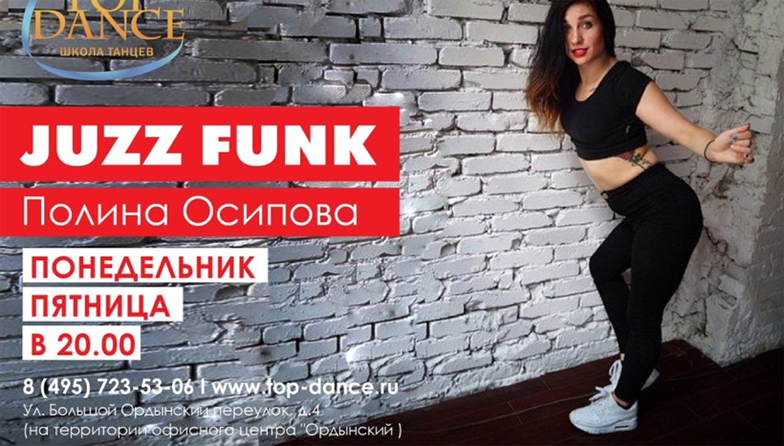 TOP
DANCE
ШКОЛА ТАНЦЕВ
JUZZ FUNK
Полина Осипова
ПОНЕДЕЛЬНИК
ПЯТНИЦА
В 20.00
8 (495) 723-53-06 | www.top-dance.ru
Ул. Большой Ордынский переулок, д.4
(на территории офисного центра "Ордынский )